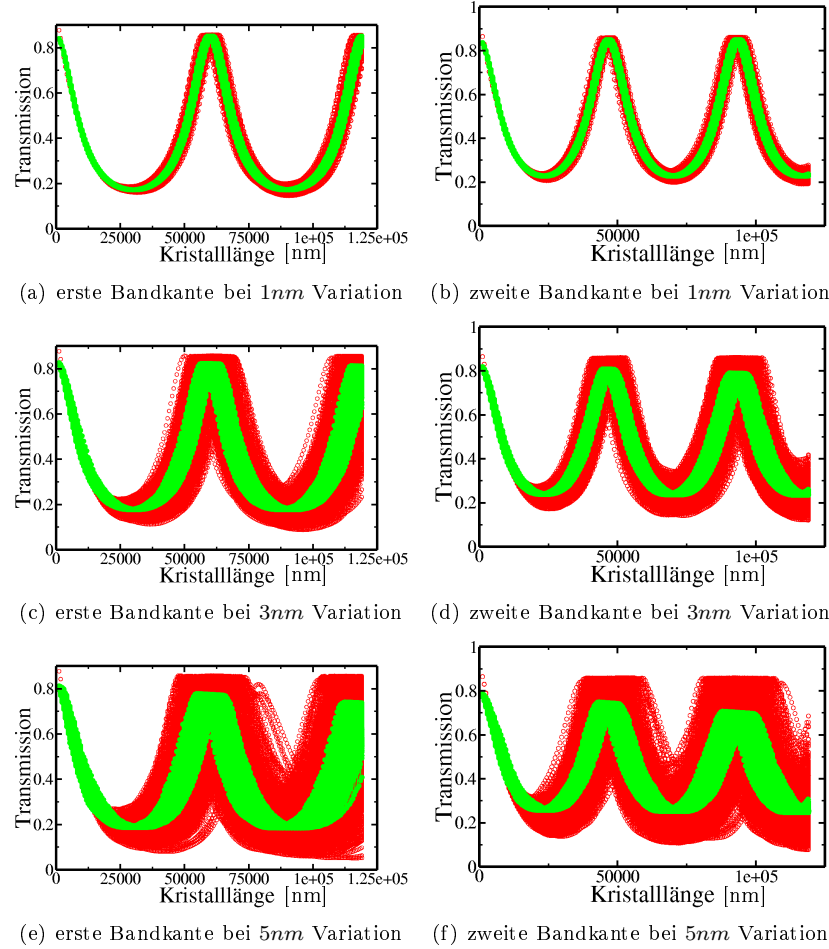 Transmission
0.8
0.6
0.4
0.2
0
0 25000 50000 75000 1e+05 1.25e+05
Kristalllänge [nm]
(a) erste Bandkante bei 1nm Variation
Transmission
1
0.8
0.6
0.4
0.2
0
0 50000 1e+05
Kristalllänge [nm]
(b) zweite Bandkante bei 1nm Variation
Transmission
0.8
0.6
0.4
0.2
0
0 25000 50000 75000 1e+05 1.25e+05
Kristalllänge [nm]
(c) erste Bandkante bei 3nm Variation
Transmission
1
0.8
0.6
0.4
0.2
0
0 50000 1e+05
Kristalllänge [nm]
(d) zweite Bandkante bei 3nm Variation
Transmission
0.8
0.6
0.4
0.2
0
0 25000 50000 75000 1e+05 1.25e+05
Kristalllänge [nm]
(e) erste Bandkante bei 5nm Variation
Transmission
1
0.8
0.6
0.4
0.2
0
0 50000 1e+05
Kristalllänge [nm]
(f) zweite Bandkante bei 5nm Variation